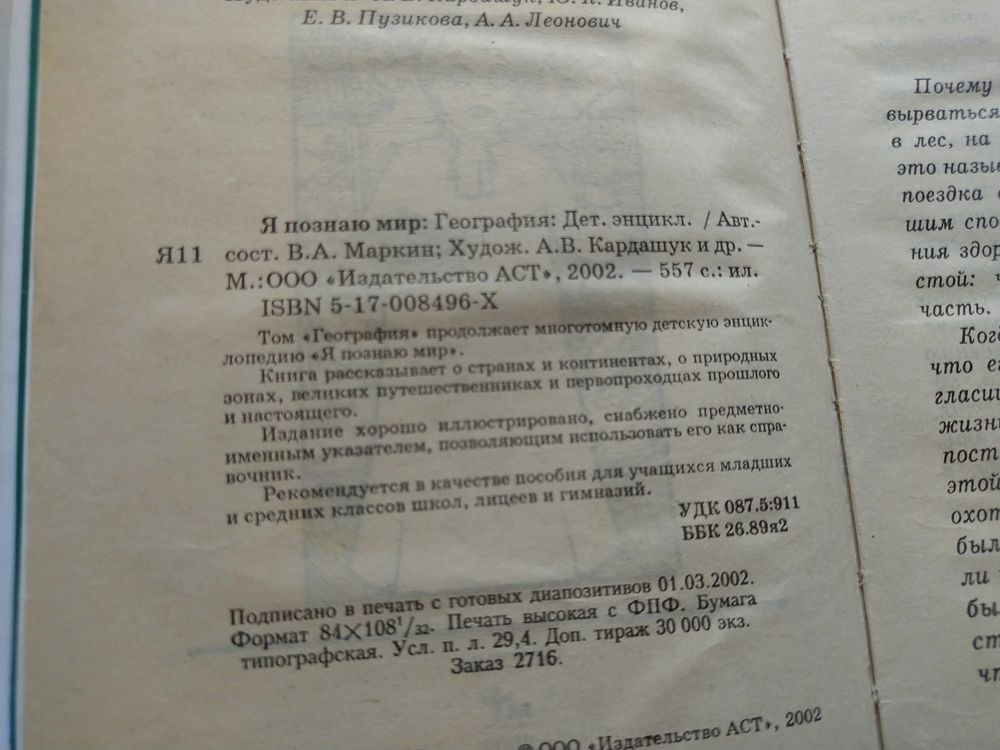 Иванов,
Е. В. Пузикова, А. А. Леонович
Я познаю мир: География: Дет. энцикл. / Авт.-
Я11 сост. В.А. Маркин; Худож. А.В. Кардашук и др. —
М.:ООО «Издательство АСТ», 2002. — 557 с.: ил.
ISBN 5-17-008496-X
Том «География» продолжает многотомную детскую энцик-
лопедию «Я познаю мир».
Книга рассказывает о странах и континентах, о природных
зонах, великих путешественниках и первопроходцах прошлого
и настоящего.
Издание хорошо иллюстрировано, снабжено предметно-
именным указателем, позволяющим использовать его как спра-
вочник.
Рекомендуется в качестве пособия для учащихся младших
и средних классов школ, лицеев и гимназий.
УДК 087.5:911
ББК 26.89я2
Подписано в печать с готовых диапозитивов 01.03.2002.
Формат 84×108¹/₃₂. Печать высокая с ФПФ. Бумага
типографская. Усл. п. л. 29,4. Доп. тираж 30 000 экз.
Заказ 2716.
© ООО «Издательство АСТ», 2002
Почему
вырваться
в лес, на
это назыв
поездка
шим спо
ния здор
стой:
часть.
Когд
что ег
гласи
жизн
пост
этой
охот
был
ли
бы
ст
чт